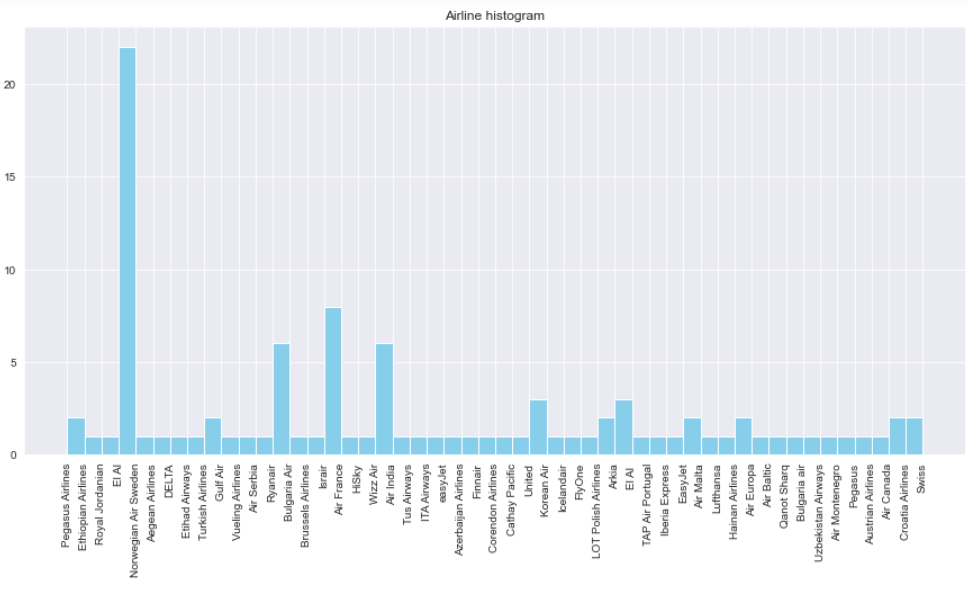 Airline histogram
20
15
10
5
0
Pegasus Airlines
Ethiopian Airlines
Royal Jordanian
El Al
Norwegian Air Sweden
Aegean Airlines
DELTA
Etihad Airways
Turkish Airlines
Gulf Air
Vueling Airlines
Air Serbia
Ryanair
Bulgaria Air
Brussels Airlines
Israir
Air France
HiSky
Wizz Air
Air India
Tus Airways
ITA Airways
easyJet
Azerbaijan Airlines
Finnair
Corendon Airlines
Cathay Pacific
United
Korean Air
Icelandair
FlyOne
LOT Polish Airlines
Arkia
El Al
TAP Air Portugal
Iberia Express
EasyJet
Air Malta
Lufthansa
Hainan Airlines
Air Europa
Air Baltic
Qanot Sharq
Bulgaria air
Uzbekistan Airways
Air Montenegro
Pegasus
Austrian Airlines
Air Canada
Croatia Airlines
Swiss